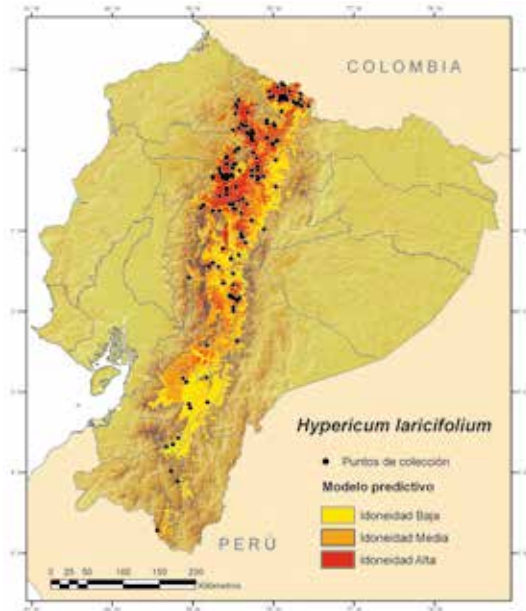 COLOMBIA
Hypericum laricifolium
Puntos de colección
Modelo predictivo
Idoneidad Baja
Idoneidad Media
Idoneidad Alta
PERÚ
0 25 50 100 150 200
Kilómetros